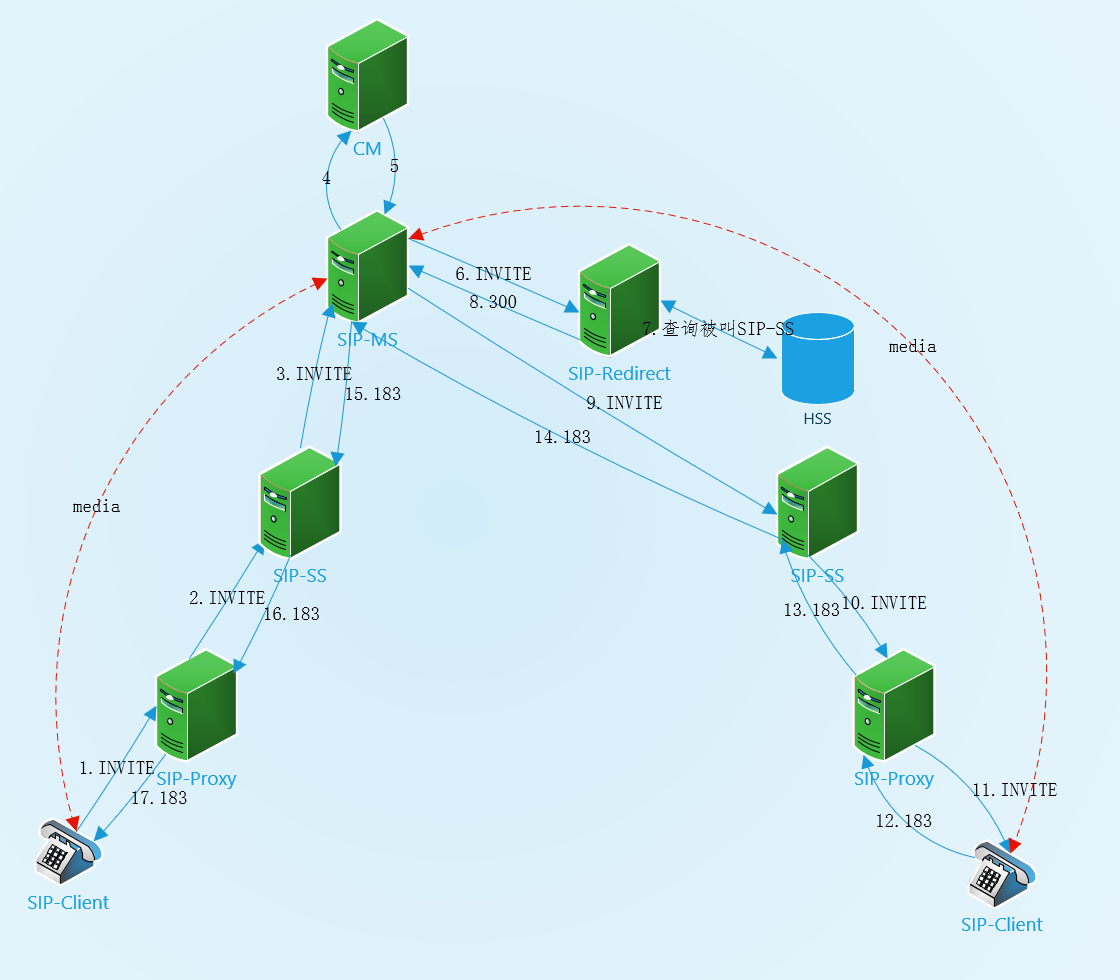 CM
4
5
6.INVITE
8.300
7.查询被叫SIP-SS
SIP-MS
media
SIP-Redirect
3.INVITE
15.183
9.INVITE
HSS
14.183
media
SIP-SS
SIP-SS
2.INVITE
16.183
13.183
10.INVITE
1.INVITE
SIP-Proxy
17.183
SIP-Proxy
11.INVITE
12.183
SIP-Client
SIP-Client